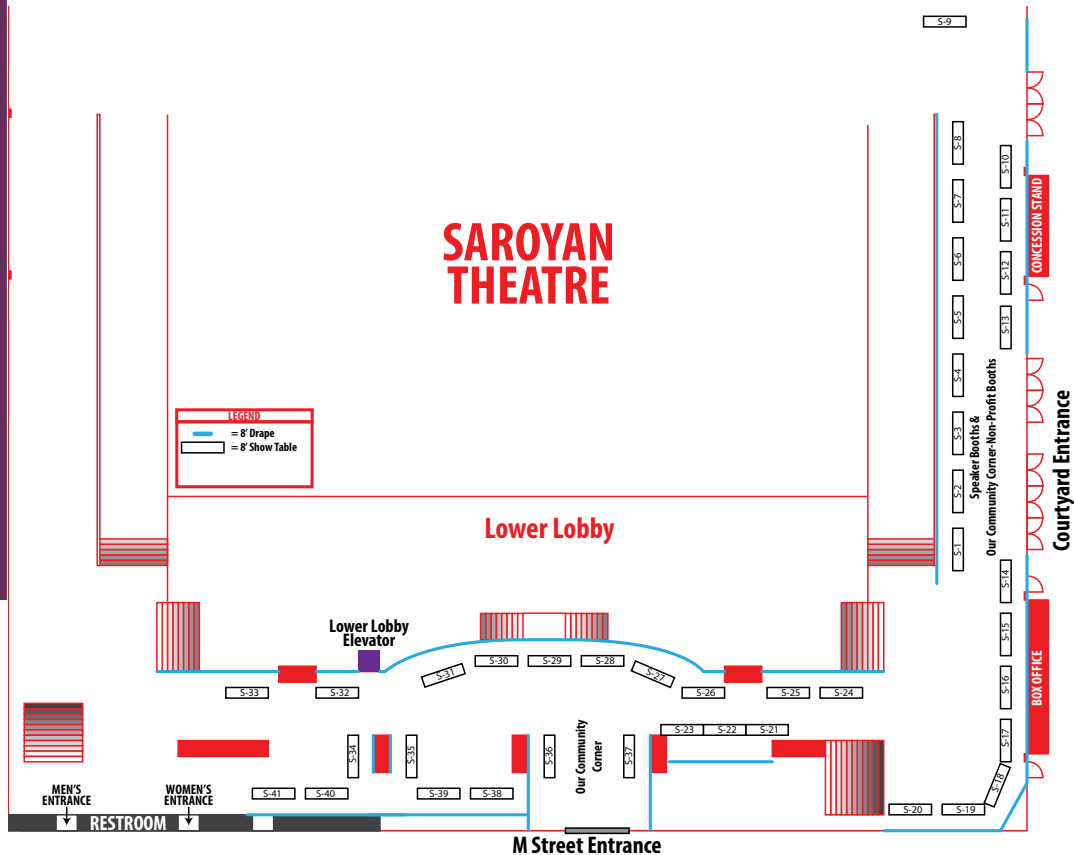 S-9
S-8
S-10
CONCESSION STAND
S-7
S-11
SAROYAN
THEATRE
S-6
S-12
S-5
S-13
S-4
Speaker Booths &
Our Community Corner-Non-Profit Booths
Courtyard Entrance
LEGEND
= 8' Drape
= 8' Show Table
S-3
S-2
Lower Lobby
S-1
S-14
S-15
Lower Lobby
Elevator
S-31
S-30
S-29
S-28
S-27
S-16
BOX OFFICE
S-33
S-32
S-26
S-25
S-24
S-23
S-22
S-21
S-17
S-34
S-35
S-36
Our Community
Corner
S-37
S-18
MEN'S
ENTRANCE
WOMEN'S
ENTRANCE
S-41
S-40
S-39
S-38
S-20
S-19
RESTROOM
M Street Entrance